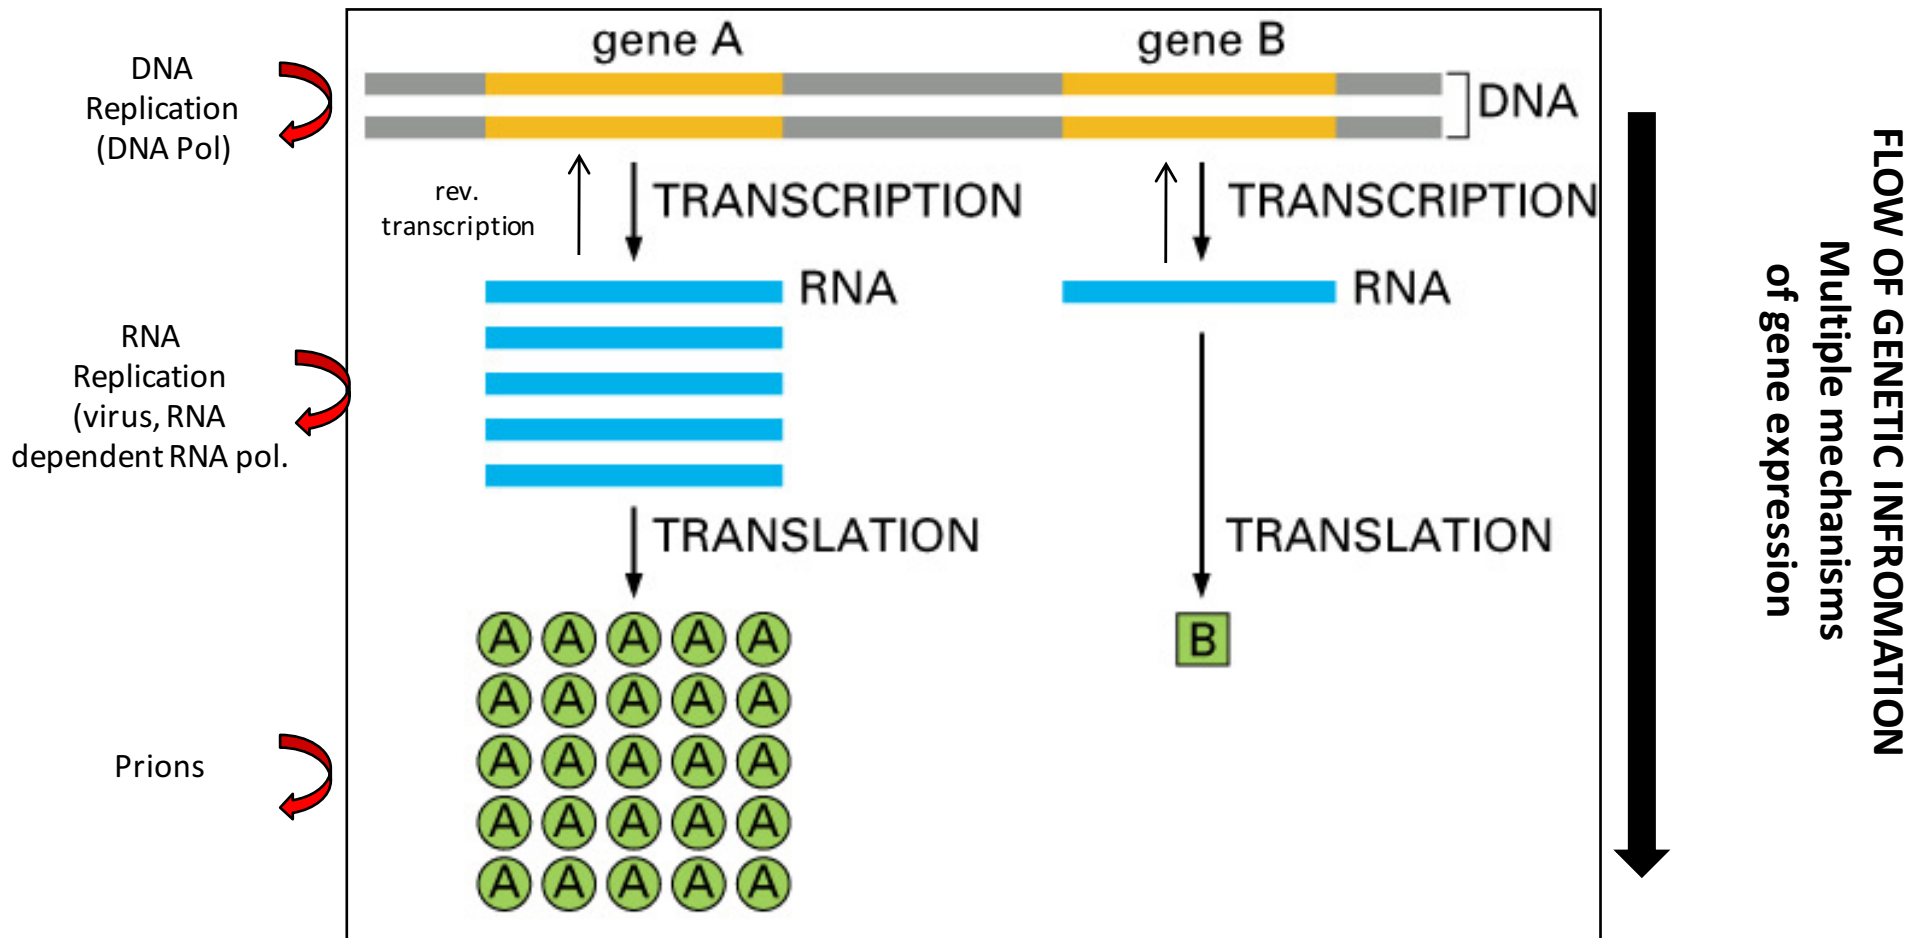 gene A
gene B
DNA
DNA
Replication
(DNA Pol)
rev.
transcription
TRANSCRIPTION
TRANSCRIPTION
RNA
RNA
RNA
Replication
(virus, RNA
dependent RNA pol.
TRANSLATION
TRANSLATION
A A A A A
B
A A A A A
A A A A A
A A A A A
A A A A A
Prions
FLOW OF GENETIC INFROMATION
Multiple mechanisms
of gene expression